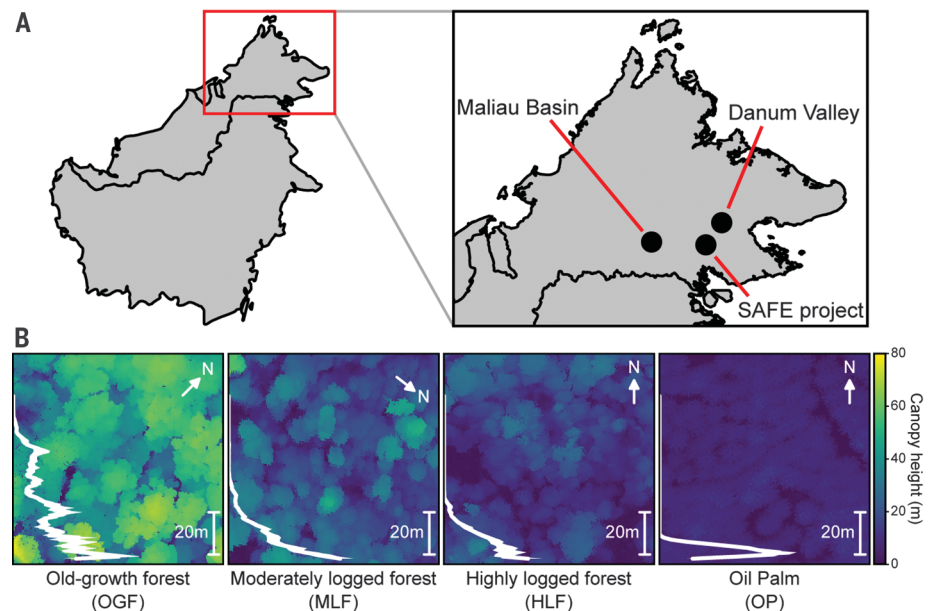 A
Maliau Basin
Danum Valley
SAFE project
B
N
N
N
N
20m
20m
20m
20m
80
60
40
20
0
Canopy height (m)
Old-growth forest
(OGF)
Moderately logged forest
(MLF)
Highly logged forest
(HLF)
Oil Palm
(OP)